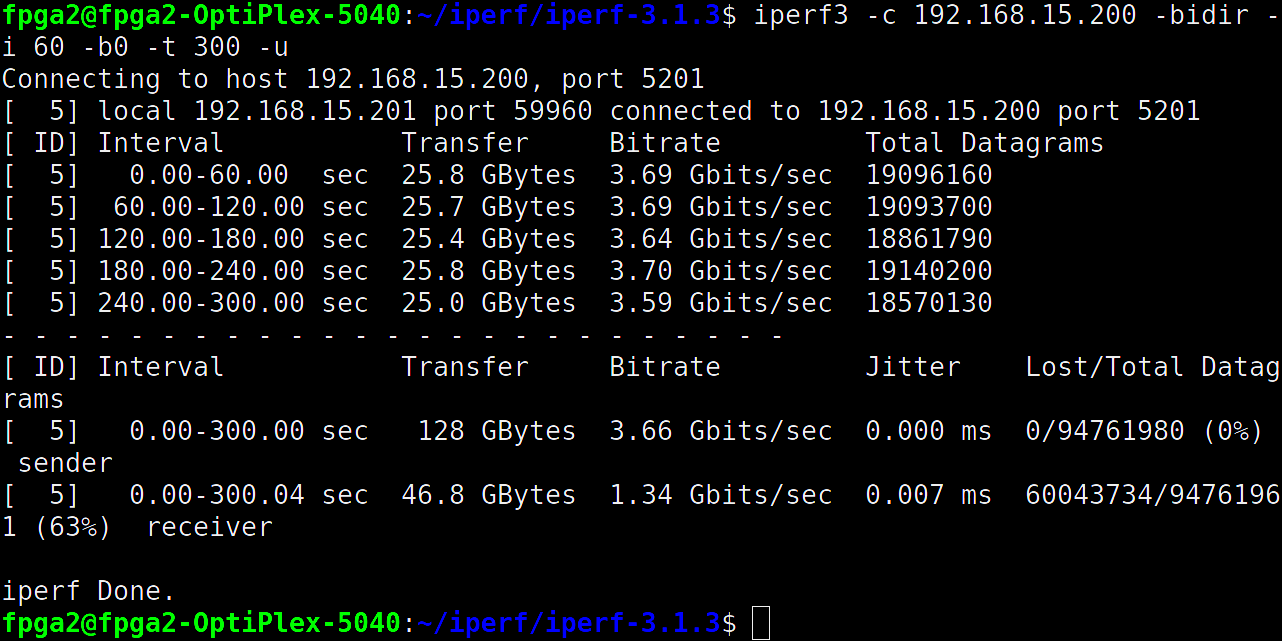 fpga2@fpga2-OptiPlex-5040:~/iperf/iperf-3.1.3$ iperf3 -c 192.168.15.200 -bidir -
i 60 -b0 -t 300 -u
Connecting to host 192.168.15.200, port 5201
[  5] local 192.168.15.201 port 59960 connected to 192.168.15.200 port 5201
[ ID] Interval           Transfer     Bitrate         Total Datagrams
[  5]   0.00-60.00  sec  25.8 GBytes  3.69 Gbits/sec  19096160
[  5]  60.00-120.00 sec  25.7 GBytes  3.69 Gbits/sec  19093700
[  5] 120.00-180.00 sec  25.4 GBytes  3.64 Gbits/sec  18861790
[  5] 180.00-240.00 sec  25.8 GBytes  3.70 Gbits/sec  19140200
[  5] 240.00-300.00 sec  25.0 GBytes  3.59 Gbits/sec  18570130
- - - - - - - - - - - - - - - - - - - - - - - - -
[ ID] Interval           Transfer     Bitrate         Jitter    Lost/Total Datag
rams
[  5]   0.00-300.00 sec   128 GBytes  3.66 Gbits/sec  0.000 ms  0/94761980 (0%)
 sender
[  5]   0.00-300.04 sec  46.8 GBytes  1.34 Gbits/sec  0.007 ms  60043734/9476196
1 (63%)  receiver
iperf Done.
fpga2@fpga2-OptiPlex-5040:~/iperf/iperf-3.1.3$